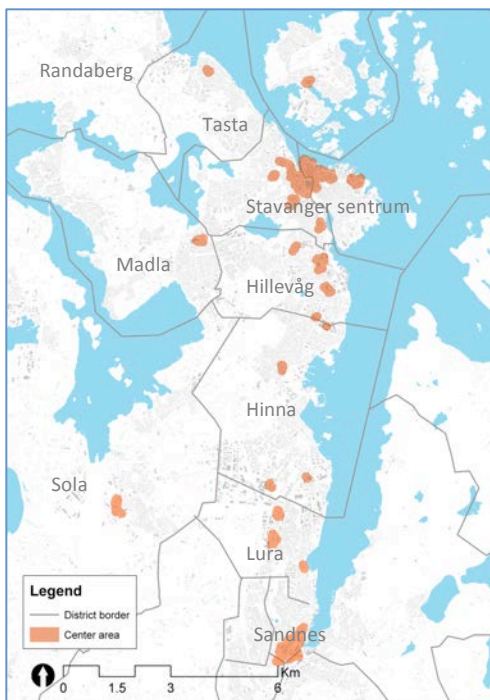 Randaberg
Tasta
Stavanger sentrum
Madla
Hillevåg
Hinna
Sola
Lura
Sandnes
Legend
District border
Center area
Km
0 1.5 3 6